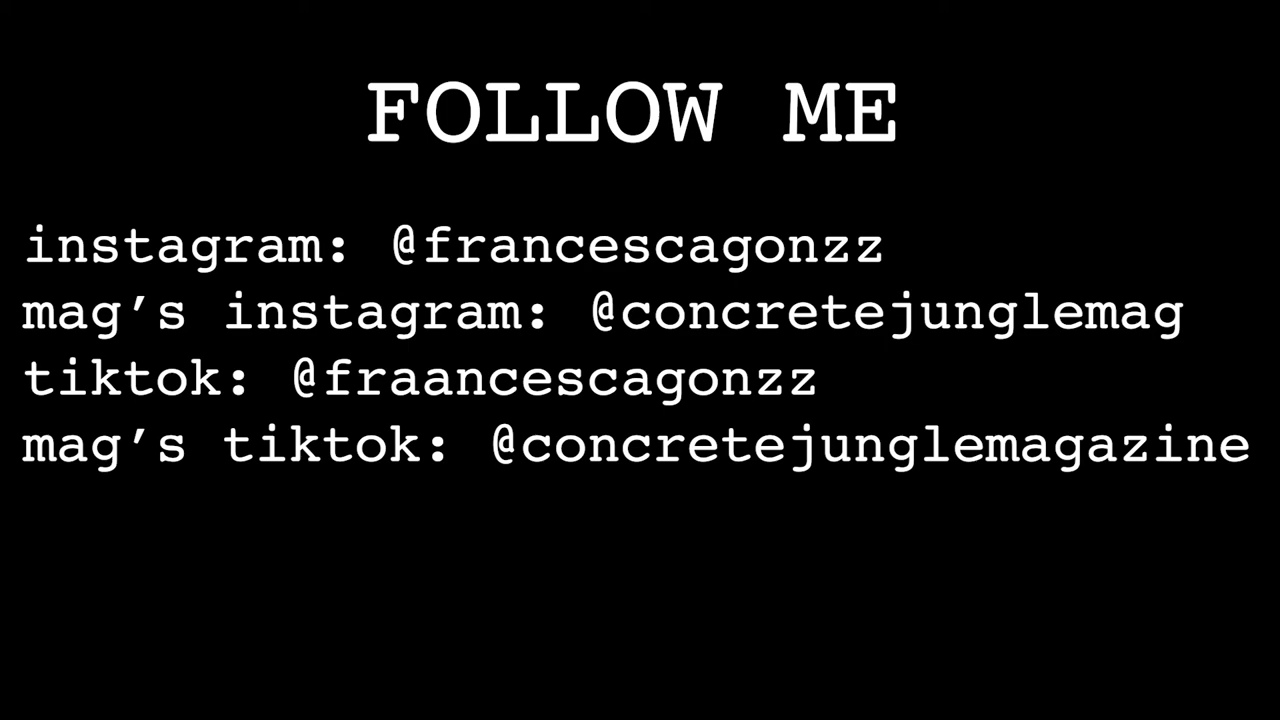 FOLLOW ME
instagram: @francescagonzz
mag’s instagram: @concretejunglemag
tiktok: @fraancescagonzz
mag’s tiktok: @concretejunglemagazine